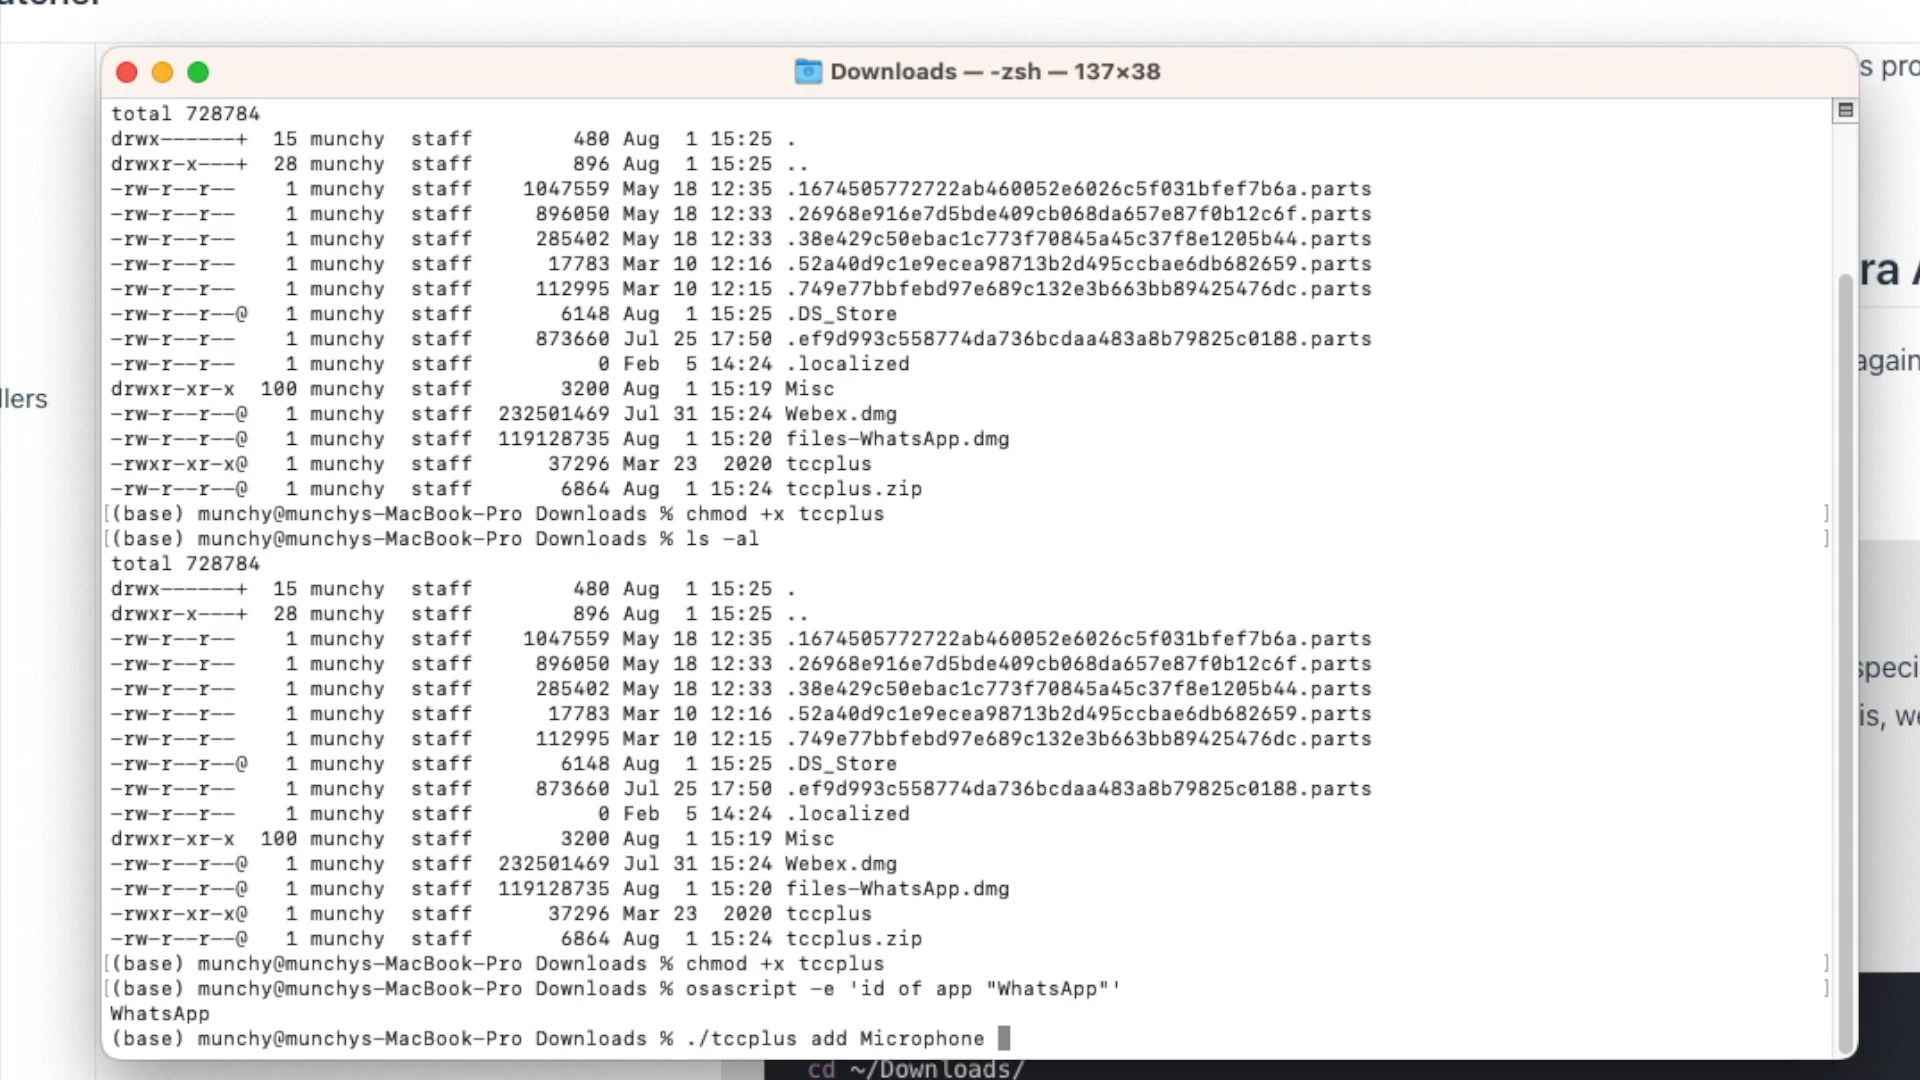 Downloads — -zsh — 137×38
total 728784
drwx------+  15 munchy  staff        480 Aug  1 15:25 .
drwxr-x---+  28 munchy  staff        896 Aug  1 15:25 ..
-rw-r--r--    1 munchy  staff    1047559 May 18 12:35 .1674505772722ab460052e6026c5f031bfef7b6a.parts
-rw-r--r--    1 munchy  staff     896050 May 18 12:33 .26968e916e7d5bde409cb068da657e87f0b12c6f.parts
-rw-r--r--    1 munchy  staff     285402 May 18 12:33 .38e429c50ebac1c773f70845a45c37f8e1205b44.parts
-rw-r--r--    1 munchy  staff      17783 Mar 10 12:16 .52a40d9c1e9ecea98713b2d495ccbae6db682659.parts
-rw-r--r--    1 munchy  staff     112995 Mar 10 12:15 .749e77bbfebd97e689c132e3b663bb89425476dc.parts
-rw-r--r--@   1 munchy  staff       6148 Aug  1 15:25 .DS_Store
-rw-r--r--    1 munchy  staff     873660 Jul 25 17:50 .ef9d993c558774da736bcdaa483a8b79825c0188.parts
-rw-r--r--    1 munchy  staff          0 Feb  5 14:24 .localized
drwxr-xr-x  100 munchy  staff       3200 Aug  1 15:19 Misc
-rw-r--r--@   1 munchy  staff  232501469 Jul 31 15:24 Webex.dmg
-rw-r--r--@   1 munchy  staff  119128735 Aug  1 15:20 files-WhatsApp.dmg
-rwxr-xr-x@   1 munchy  staff      37296 Mar 23  2020 tccplus
-rw-r--r--@   1 munchy  staff       6864 Aug  1 15:24 tccplus.zip
[(base) munchy@munchys-MacBook-Pro Downloads % chmod +x tccplus ]
[(base) munchy@munchys-MacBook-Pro Downloads % ls -al ]
total 728784
drwx------+  15 munchy  staff        480 Aug  1 15:25 .
drwxr-x---+  28 munchy  staff        896 Aug  1 15:25 ..
-rw-r--r--    1 munchy  staff    1047559 May 18 12:35 .1674505772722ab460052e6026c5f031bfef7b6a.parts
-rw-r--r--    1 munchy  staff     896050 May 18 12:33 .26968e916e7d5bde409cb068da657e87f0b12c6f.parts
-rw-r--r--    1 munchy  staff     285402 May 18 12:33 .38e429c50ebac1c773f70845a45c37f8e1205b44.parts
-rw-r--r--    1 munchy  staff      17783 Mar 10 12:16 .52a40d9c1e9ecea98713b2d495ccbae6db682659.parts
-rw-r--r--    1 munchy  staff     112995 Mar 10 12:15 .749e77bbfebd97e689c132e3b663bb89425476dc.parts
-rw-r--r--@   1 munchy  staff       6148 Aug  1 15:25 .DS_Store
-rw-r--r--    1 munchy  staff     873660 Jul 25 17:50 .ef9d993c558774da736bcdaa483a8b79825c0188.parts
-rw-r--r--    1 munchy  staff          0 Feb  5 14:24 .localized
drwxr-xr-x  100 munchy  staff       3200 Aug  1 15:19 Misc
-rw-r--r--@   1 munchy  staff  232501469 Jul 31 15:24 Webex.dmg
-rw-r--r--@   1 munchy  staff  119128735 Aug  1 15:20 files-WhatsApp.dmg
-rwxr-xr-x@   1 munchy  staff      37296 Mar 23  2020 tccplus
-rw-r--r--@   1 munchy  staff       6864 Aug  1 15:24 tccplus.zip
[(base) munchy@munchys-MacBook-Pro Downloads % chmod +x tccplus ]
[(base) munchy@munchys-MacBook-Pro Downloads % osascript -e 'id of app "WhatsApp"' ]
WhatsApp
(base) munchy@munchys-MacBook-Pro Downloads % ./tccplus add Microphone
llers
s pro
ra A
again
speci
is, we
cd ~/Downloads/